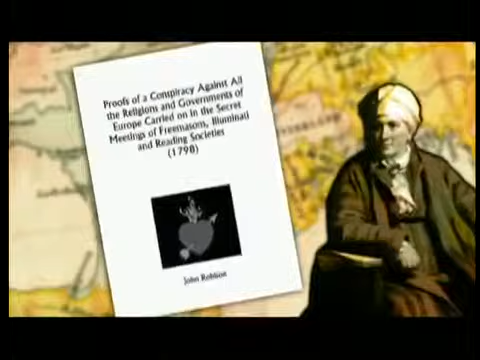 Proofs of a Conspiracy Against All
the Religions and Governments of
Europe Carried on in the Secret
Meetings of Freemasons, Illuminati
and Reading Societies
(1798)
John Robison